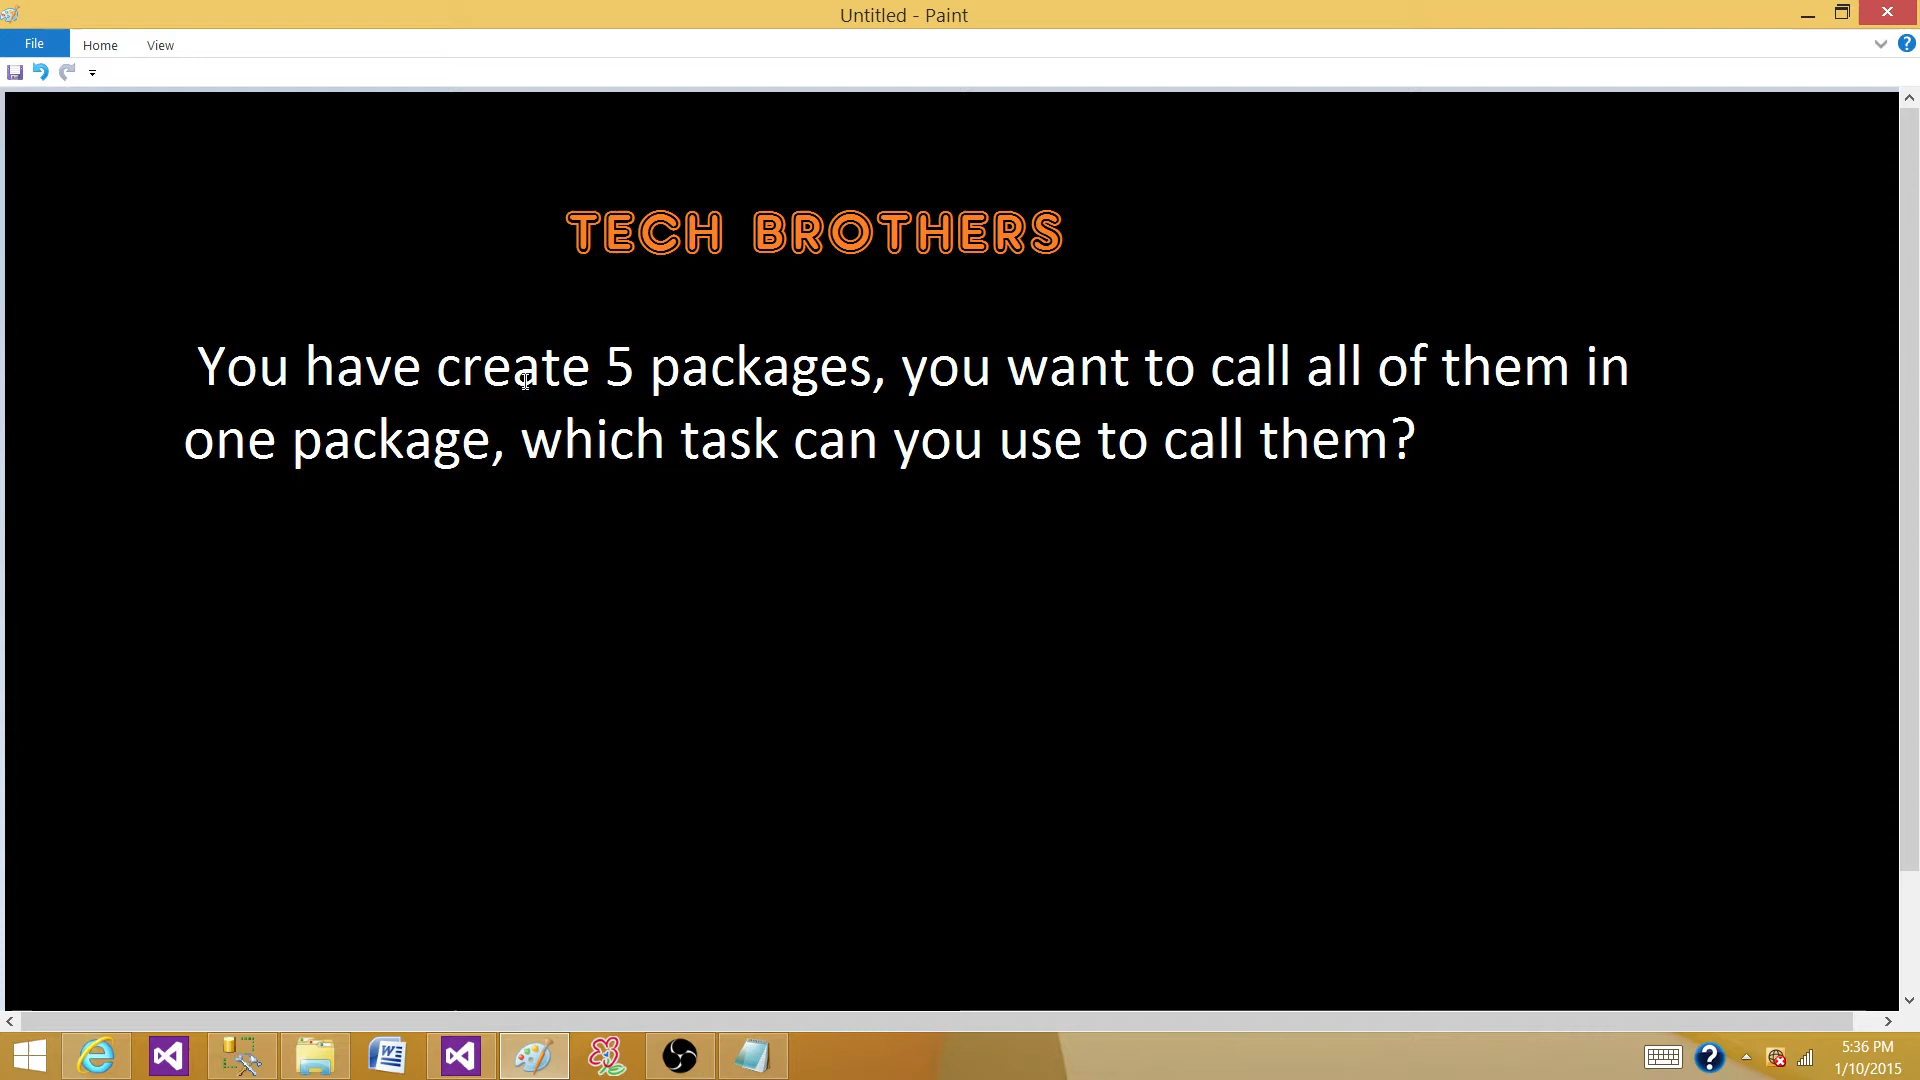 Untitled - Paint
File Home View
TECH BROTHERS
You have create 5 packages, you want to call all of them in
one package, which task can you use to call them?
5:36 PM
1/10/2015